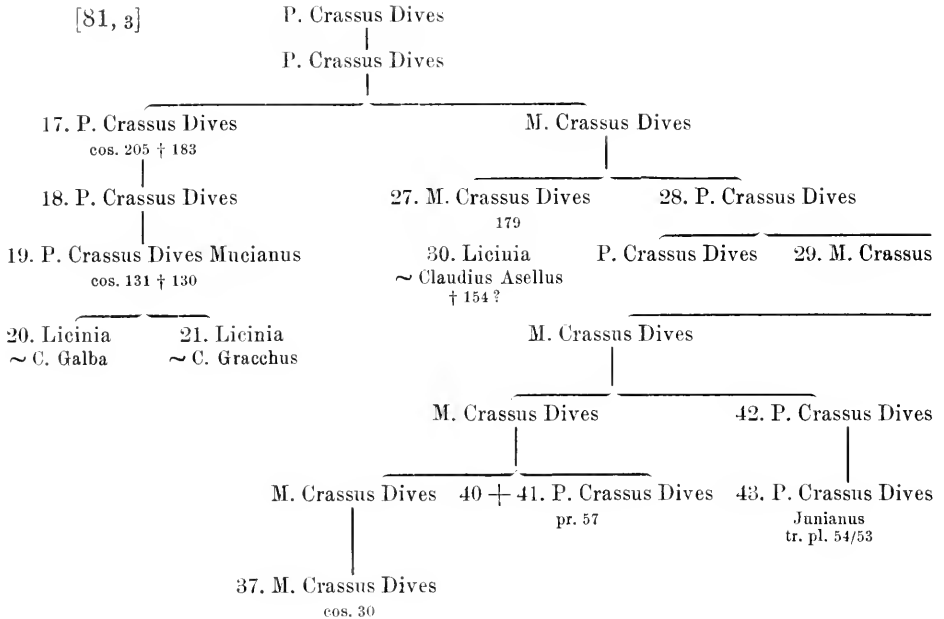 [81, 3]
P. Crassus Dives
P. Crassus Dives
17. P. Crassus Dives
cos. 205 † 183
M. Crassus Dives
18. P. Crassus Dives
27. M. Crassus Dives
179
28. P. Crassus Dives
19. P. Crassus Dives Mucianus
cos. 131 † 130
30. Licinia
~ Claudius Asellus
† 154 ?
P. Crassus Dives
29. M. Crassus
20. Licinia
~ C. Galba
21. Licinia
~ C. Gracchus
M. Crassus Dives
M. Crassus Dives
42. P. Crassus Dives
M. Crassus Dives
40 + 41. P. Crassus Dives
pr. 57
43. P. Crassus Dives
Junianus
tr. pl. 54/53
37. M. Crassus Dives
cos. 30